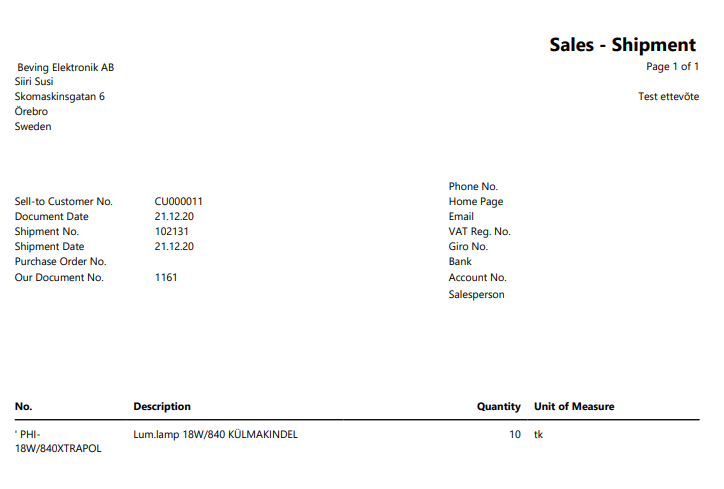 Sales - Shipment
Page 1 of 1
Beving Elektronik AB
Siiri Susi
Skomaskinsgatan 6
Test ettevõte
Örebro
Sweden
Phone No.
Sell-to Customer No. CU000011 Home Page
Document Date 21.12.20 Email
Shipment No. 102131 VAT Reg. No.
Shipment Date 21.12.20 Giro No.
Purchase Order No. Bank
Our Document No. 1161 Account No.
Salesperson
No. Description Quantity Unit of Measure
' PHI- Lum.lamp 18W/840 KÜLMAKINDEL 10 tk
18W/840XTRAPOL